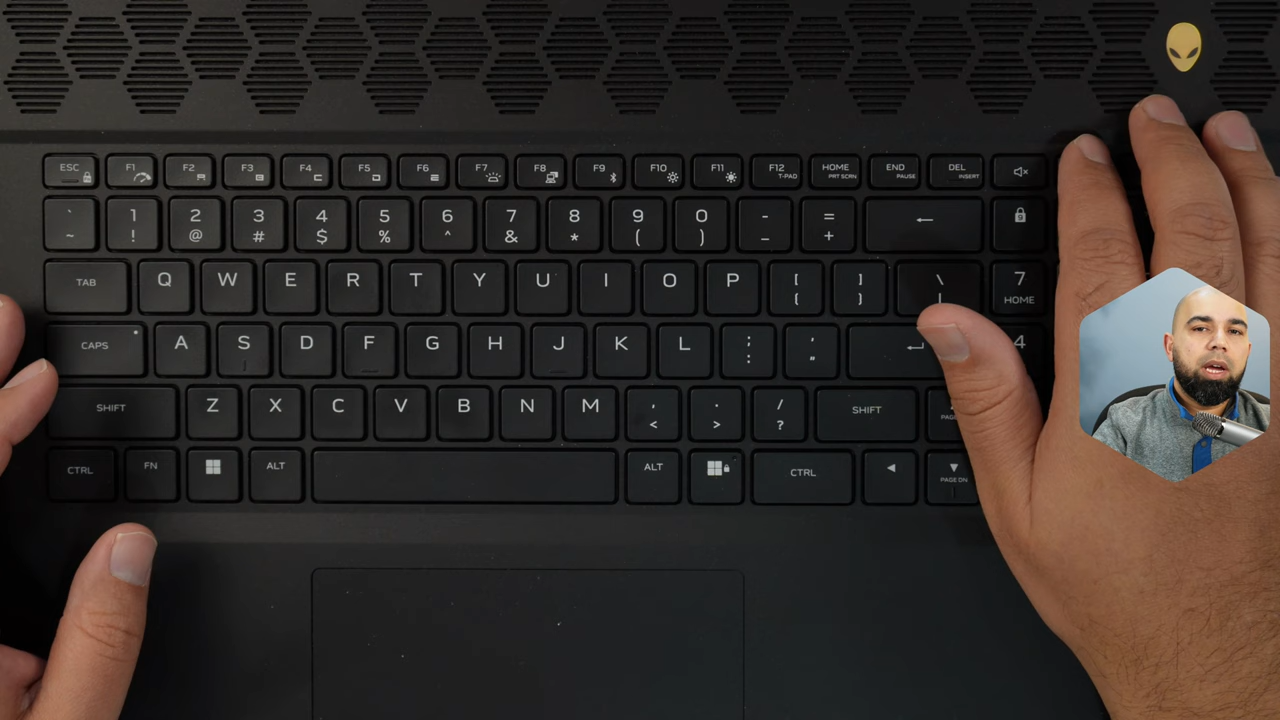 ESC F1 F2 F3 F4 F5 F6 F7 F8 F9 F10 F11 F12 T-PAD HOME PRT SCRN END PAUSE DEL INSERT
` 1 2 3 4 5 6 7 8 9 0 - =
~ ! @ # $ % ^ & * ( ) _ +
TAB Q W E R T Y U I O P [ ] \ 7
{ } | HOME
CAPS A S D F G H J K L ; ' 4
: "
SHIFT Z X C V B N M , . / SHIFT
< > ?
CTRL FN ALT ALT CTRL
PAGE DN